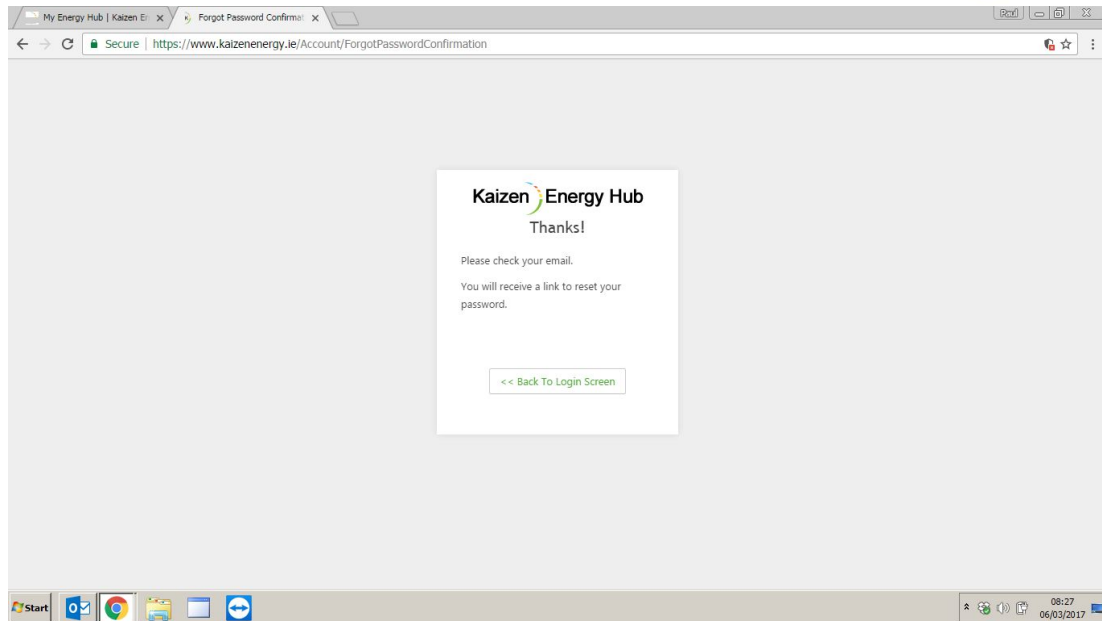 My Energy Hub | Kaizen En
Forgot Password Confirmat
Paul
Secure | https://www.kaizenenergy.ie/Account/ForgotPasswordConfirmation
Kaizen Energy Hub
Thanks!
Please check your email.
You will receive a link to reset your
password.
<< Back To Login Screen
Start
08:27
06/03/2017